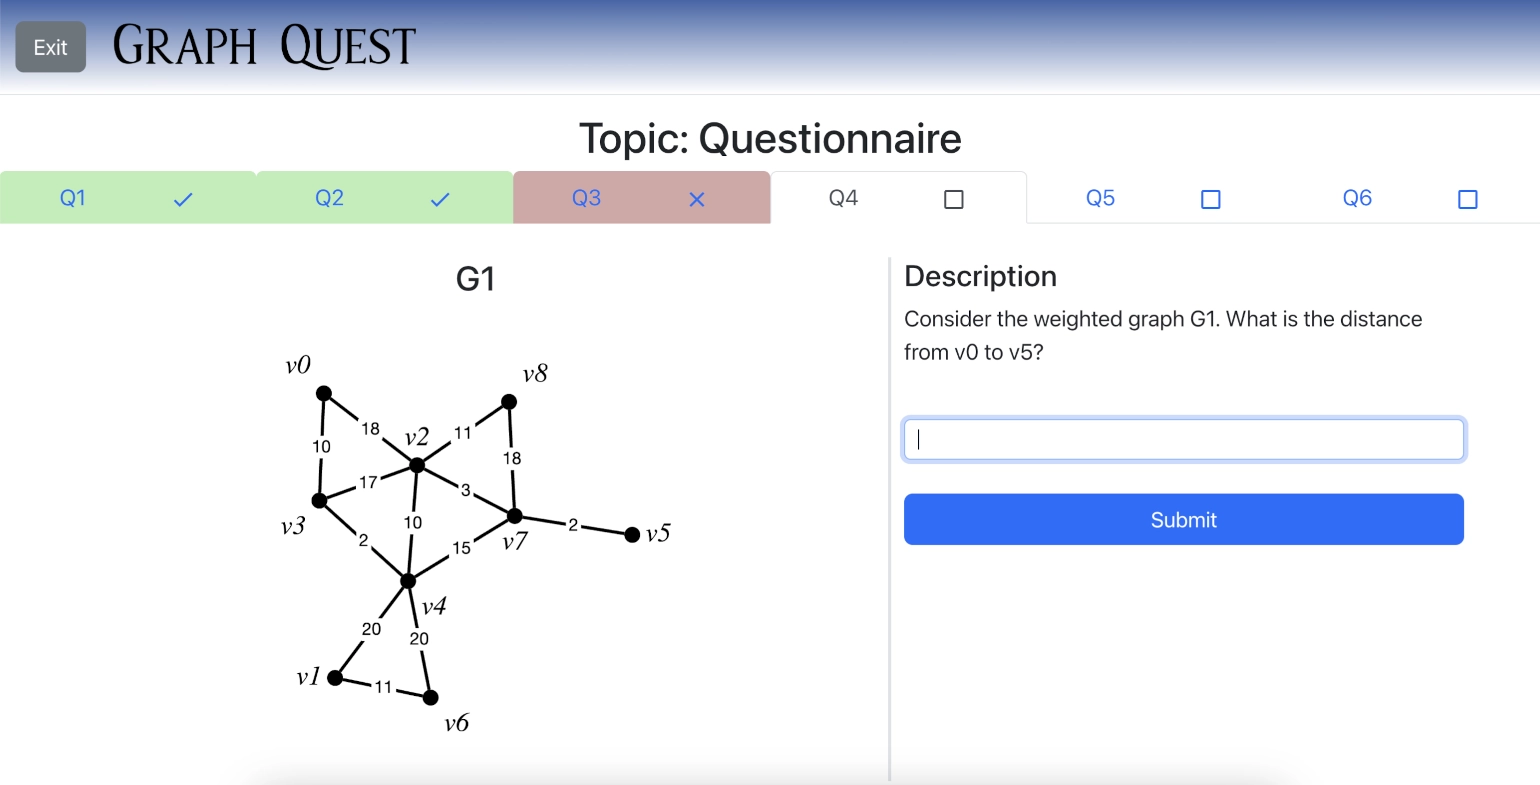 Exit
GRAPH QUEST
Topic: Questionnaire
Q1
Q2
Q3
Q4
Q5
Q6
G1
v0
v8
18
v2
11
10
18
17
3
v3
10
2
15
v7
2
v5
v4
20
20
v1
11
v6
Description
Consider the weighted graph G1. What is the distance
from v0 to v5?
Submit